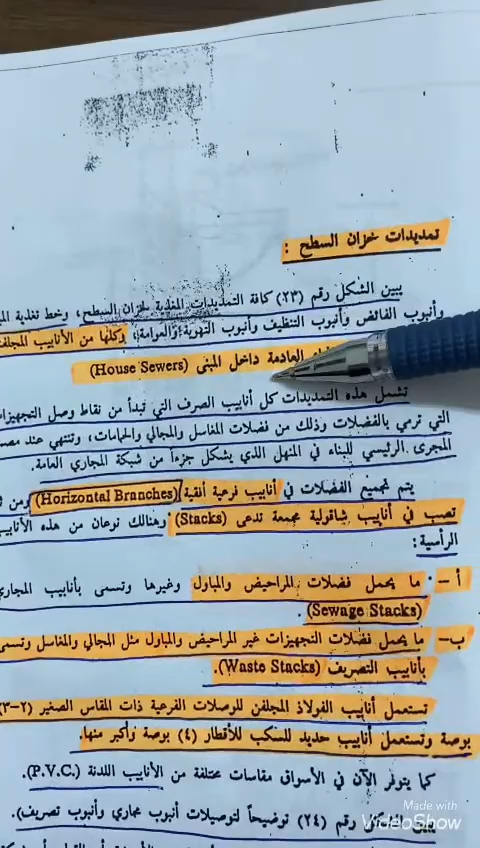 تمديدات خزان السطح :
يبين الشكل رقم (٢٣) كافة التمديدات المغذية لخزان السطح، وخط تغذية
وأنبوب الفائض وأنبوب التنظيف وأنبوب التهوية والعوامة، وكلها من الأنابيب
العادمة داخل المبنى (House Sewers)
تشمل هذه التمديدات كل أنابيب الصرف التي تبدأ من نقاط وصل التجهيزات
التي ترمي بالفضلات وذلك من فضلات المغاسل والمجالي والحمامات، وتنتهي عند
المجرى الرئيسي للبناء في المنهل الذي يشكل جزءاً من شبكة المجاري العامة.
يتم تجميع الفضلات في أنابيب فرعية أفقية (Horizontal Branches) ومن
تصب في أنابيب شاقولية مجمعة تدعى (Stacks) وهنالك نوعان من هذه الأنابيب
الرأسية :
أ – ما يحمل فضلات المراحيض والمباول وغيرها وتسمى بأنابيب المجاري
(Sewage Stacks) .
ب– ما يحمل فضلات التجهيزات غير المراحيض والمباول مثل المجالي والمغاسل وتسمى
بأنابيب التصريف (Waste Stacks).
تستعمل أنابيب الفولاذ المجلفن للوصلات الفرعية ذات المقاس الصغير (٢–٣)
بوصة وتستعمل أنابيب حديد للسكب للأقطار (٤) بوصة وأكبر منها.
كما يتوفر الآن في الأسواق مقاسات مختلفة من الأنابيب اللدنة (P.V.C.).
رقم (٢٤) توضيحاً لتوصيلات أنبوب مجاري وأنبوب تصريف).
Made with
VideoShow